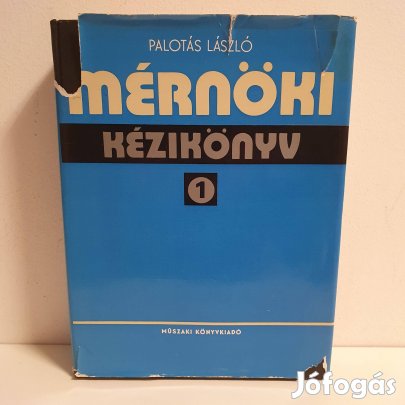 PALOTÁS LÁSZLÓ
MÉRNÖKI
KÉZIKÖNYV
1
MŰSZAKI KÖNYVKIADÓ
Jófogás